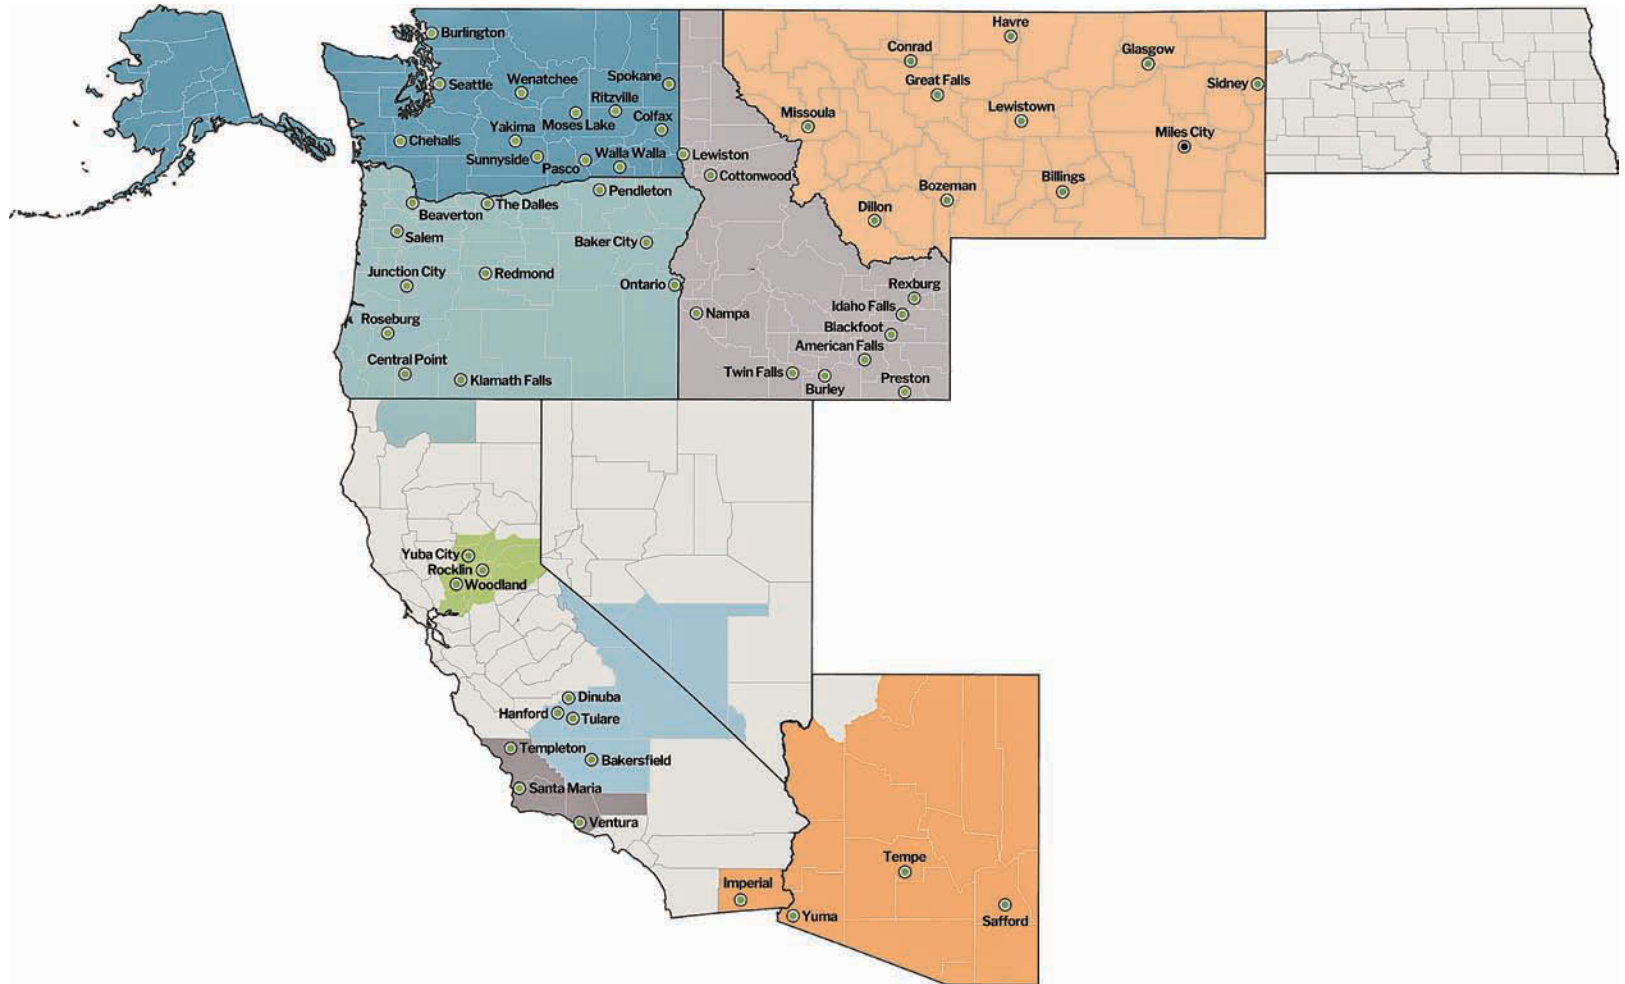 Burlington
Seattle
Wenatchee
Spokane
Ritzville
Moses Lake
Colfax
Chehalis
Yakima
Sunnyside
Pasco
Walla Walla
Lewiston
Cottonwood
Pendleton
Beaverton
The Dalles
Salem
Baker City
Junction City
Redmond
Ontario
Roseburg
Central Point
Klamath Falls
Nampa
Rexburg
Idaho Falls
Blackfoot
American Falls
Twin Falls
Burley
Preston
Havre
Conrad
Glasgow
Great Falls
Sidney
Lewistown
Missoula
Miles City
Bozeman
Billings
Dillon
Yuba City
Rocklin
Woodland
Dinuba
Hanford
Tulare
Templeton
Bakersfield
Santa Maria
Ventura
Imperial
Yuma
Tempe
Safford